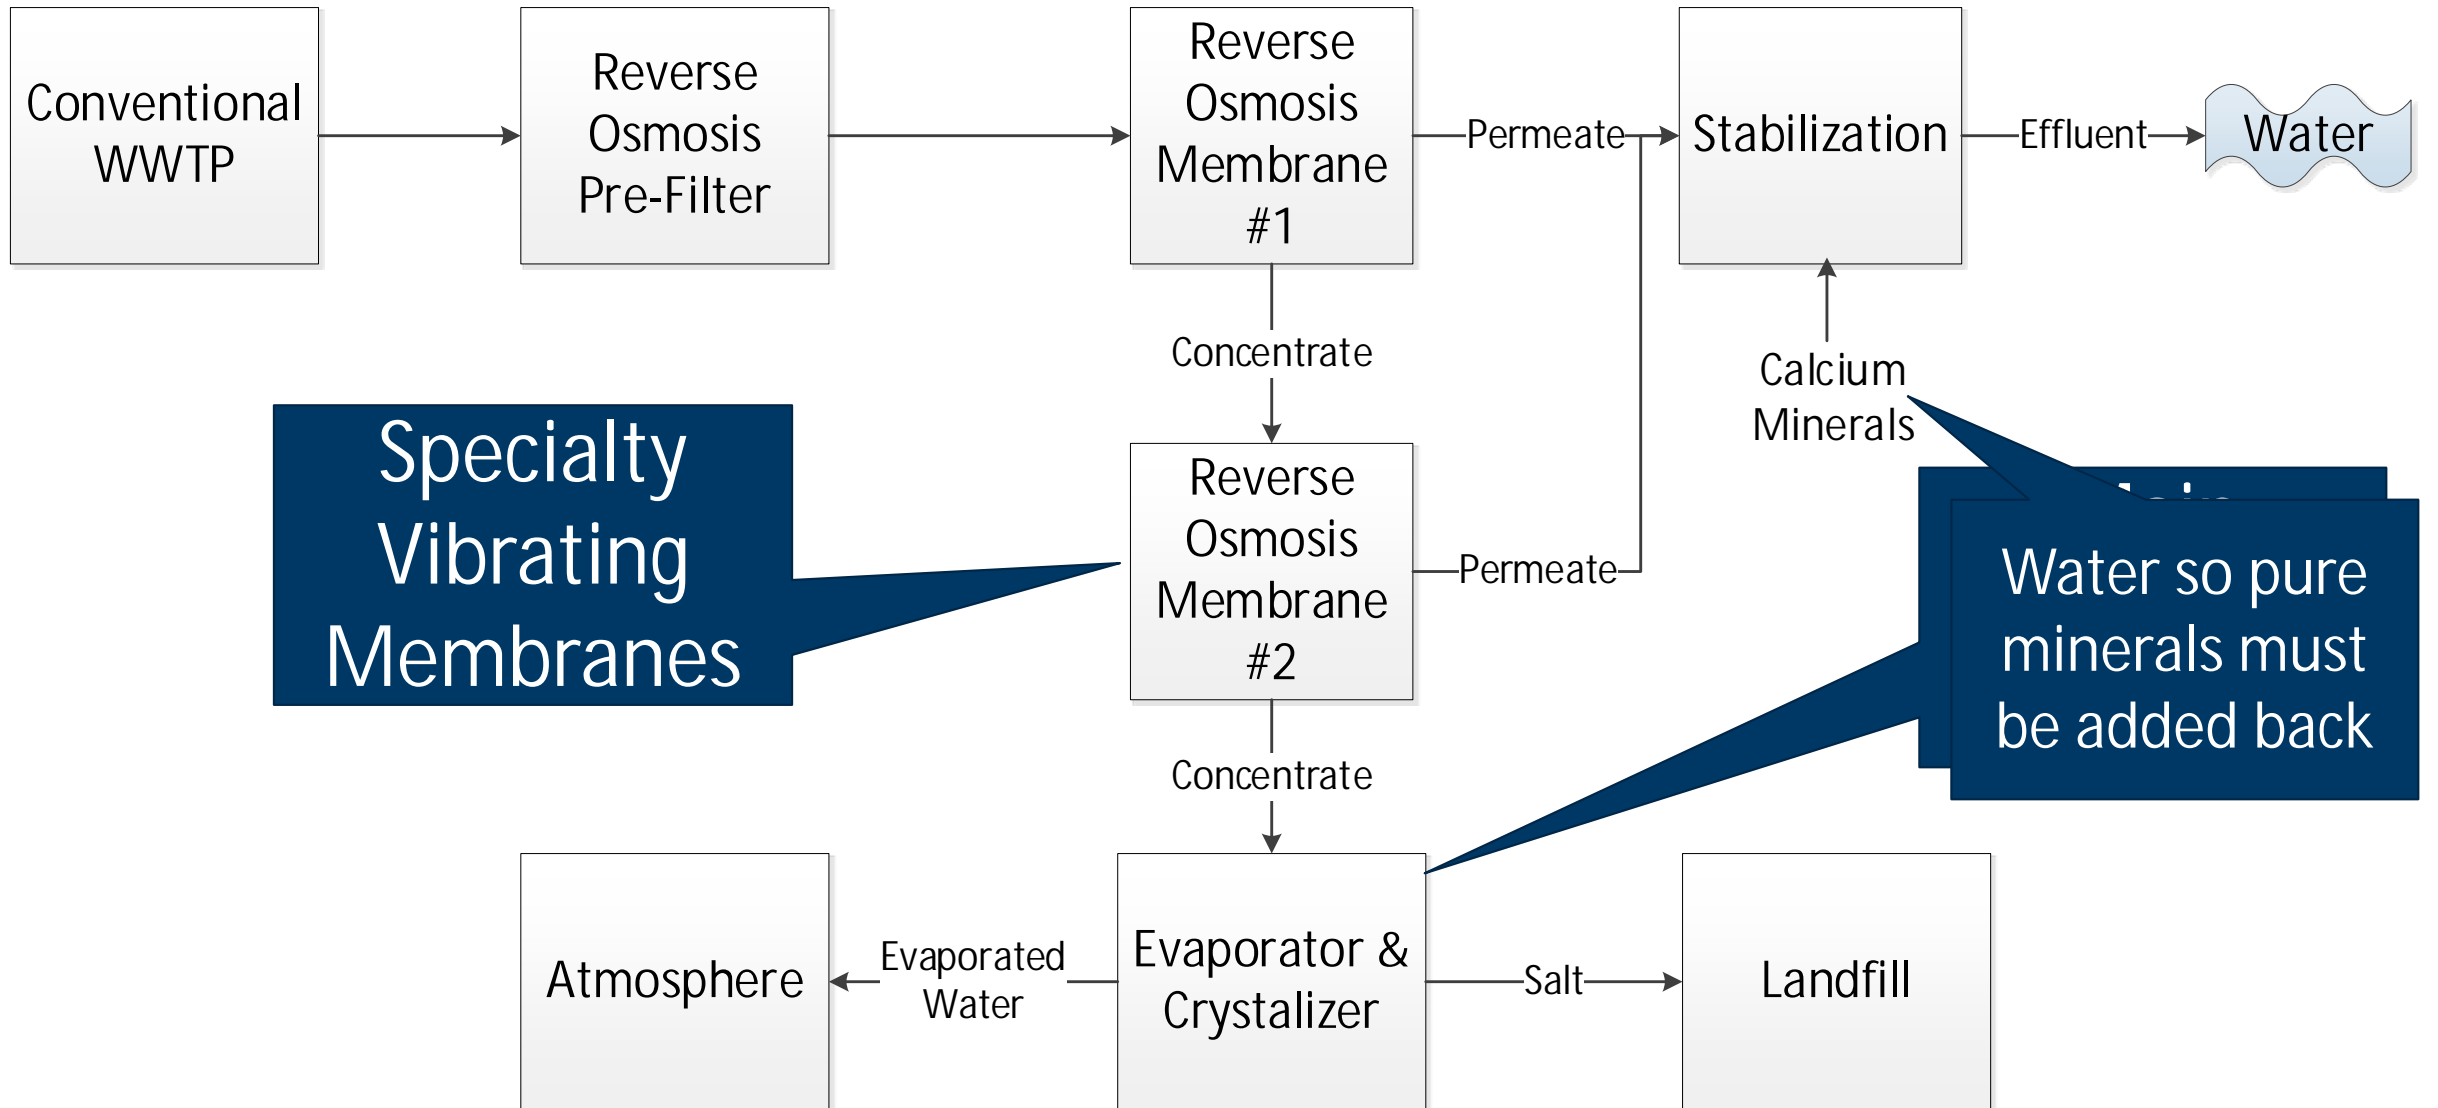 Conventional
WWTP
Reverse
Osmosis
Pre-Filter
Reverse
Osmosis
Membrane
#1
Permeate
Stabilization
Effluent
Water
Concentrate
Calcium
Minerals
Specialty
Vibrating
Membranes
Reverse
Osmosis
Membrane
#2
Permeate
Water so pure
minerals must
be added back
Concentrate
Atmosphere
Evaporated
Water
Evaporator &
Crystalizer
Salt
Landfill